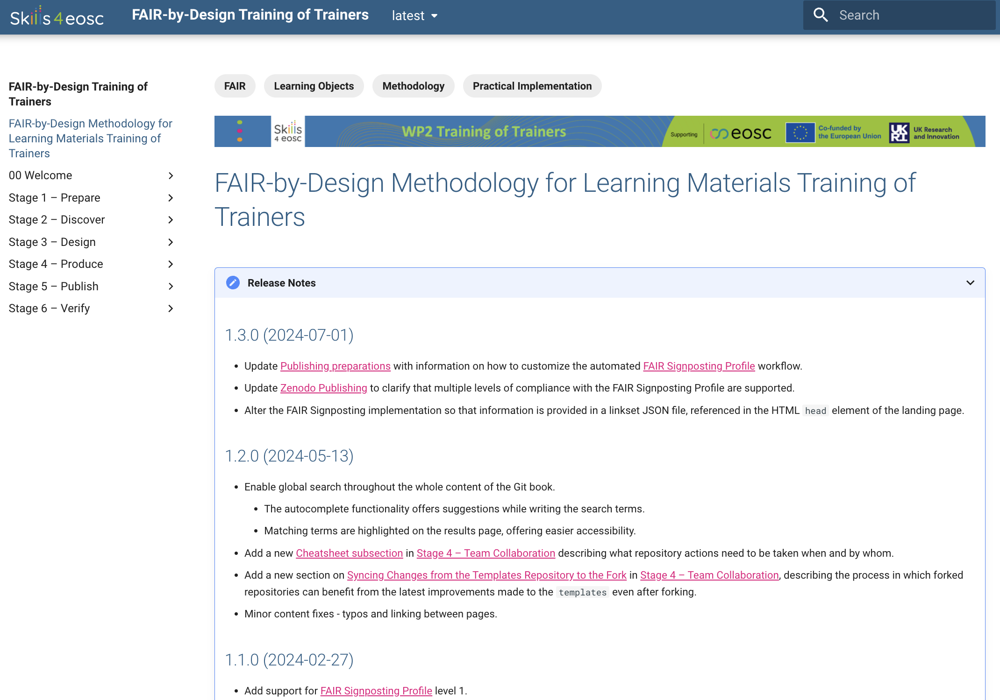 Skills4eosc
FAIR-by-Design Training of Trainers
latest
Search
FAIR-by-Design Training of
Trainers
FAIR-by-Design Methodology for
Learning Materials Training of
Trainers
00 Welcome
Stage 1 – Prepare
Stage 2 – Discover
Stage 3 – Design
Stage 4 – Produce
Stage 5 – Publish
Stage 6 – Verify
FAIR
Learning Objects
Methodology
Practical Implementation
Skills
4 eosc
WP2 Training of Trainers
Supporting
eosc
Co-funded by
the European Union
UK
RI
UK Research
and Innovation
FAIR-by-Design Methodology for Learning Materials Training of
Trainers
Release Notes
1.3.0 (2024-07-01)
• Update Publishing preparations with information on how to customize the automated FAIR Signposting Profile workflow.
• Update Zenodo Publishing to clarify that multiple levels of compliance with the FAIR Signposting Profile are supported.
• Alter the FAIR Signposting implementation so that information is provided in a linkset JSON file, referenced in the HTML head element of the landing page.
1.2.0 (2024-05-13)
• Enable global search throughout the whole content of the Git book.
• The autocomplete functionality offers suggestions while writing the search terms.
• Matching terms are highlighted on the results page, offering easier accessibility.
• Add a new Cheatsheet subsection in Stage 4 – Team Collaboration describing what repository actions need to be taken when and by whom.
• Add a new section on Syncing Changes from the Templates Repository to the Fork in Stage 4 – Team Collaboration, describing the process in which forked
repositories can benefit from the latest improvements made to the templates even after forking.
• Minor content fixes - typos and linking between pages.
1.1.0 (2024-02-27)
• Add support for FAIR Signposting Profile level 1.